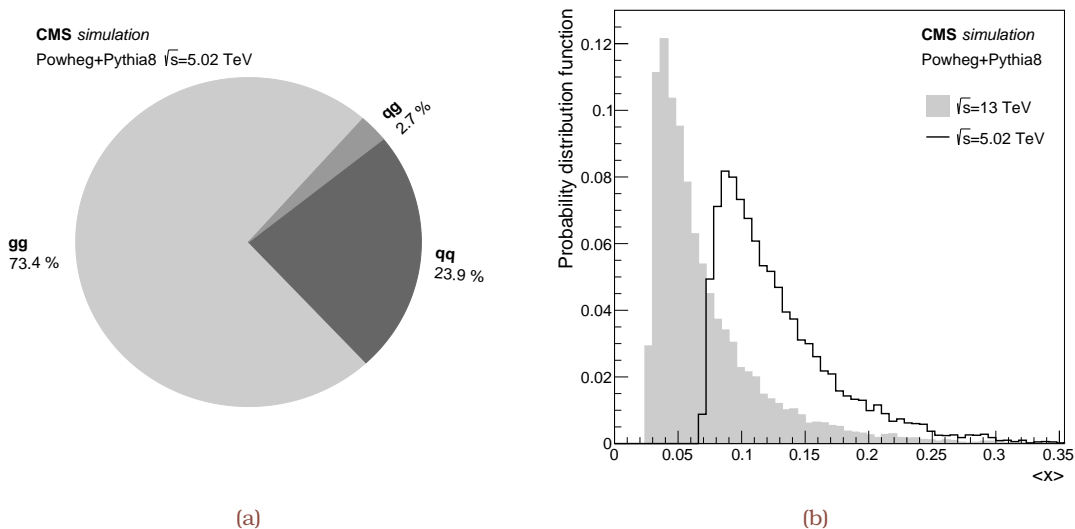 CMS simulation
Powheg+Pythia8 √s=5.02 TeV
qg
2.7 %
gg
73.4 %
qq
23.9 %
(a)
Probability distribution function
CMS simulation
Powheg+Pythia8
√s=13 TeV
√s=5.02 TeV
0.12
0.1
0.08
0.06
0.04
0.02
0
0 0.05 0.1 0.15 0.2 0.25 0.3 0.35
<x>
(b)